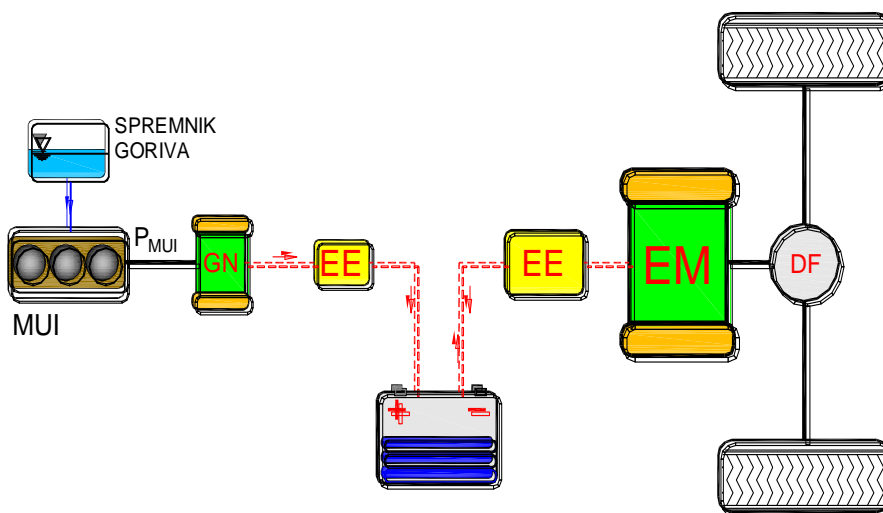 SPREMNIK
GORIVA
PMUI
MUI
GN
EE
EE
EM
DF
+ -